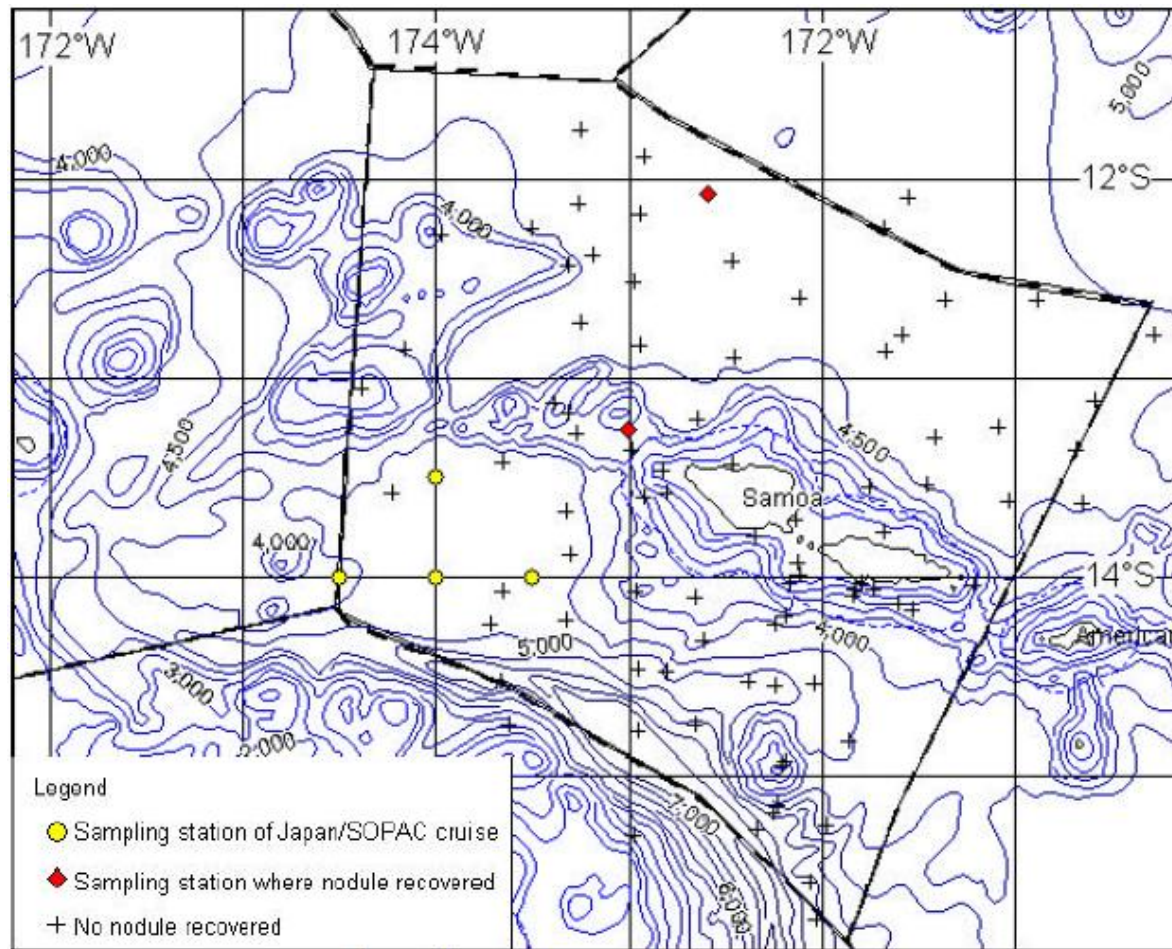 172°W 174°W 172°W
5,000
4,000
12°S
4,000
4,500
4,500
Samoa
4,000
14°S
5,000
4,000
American
3,000
2,000
7,000
6,000
Legend
Sampling station of Japan/SOPAC cruise
Sampling station where nodule recovered
No nodule recovered